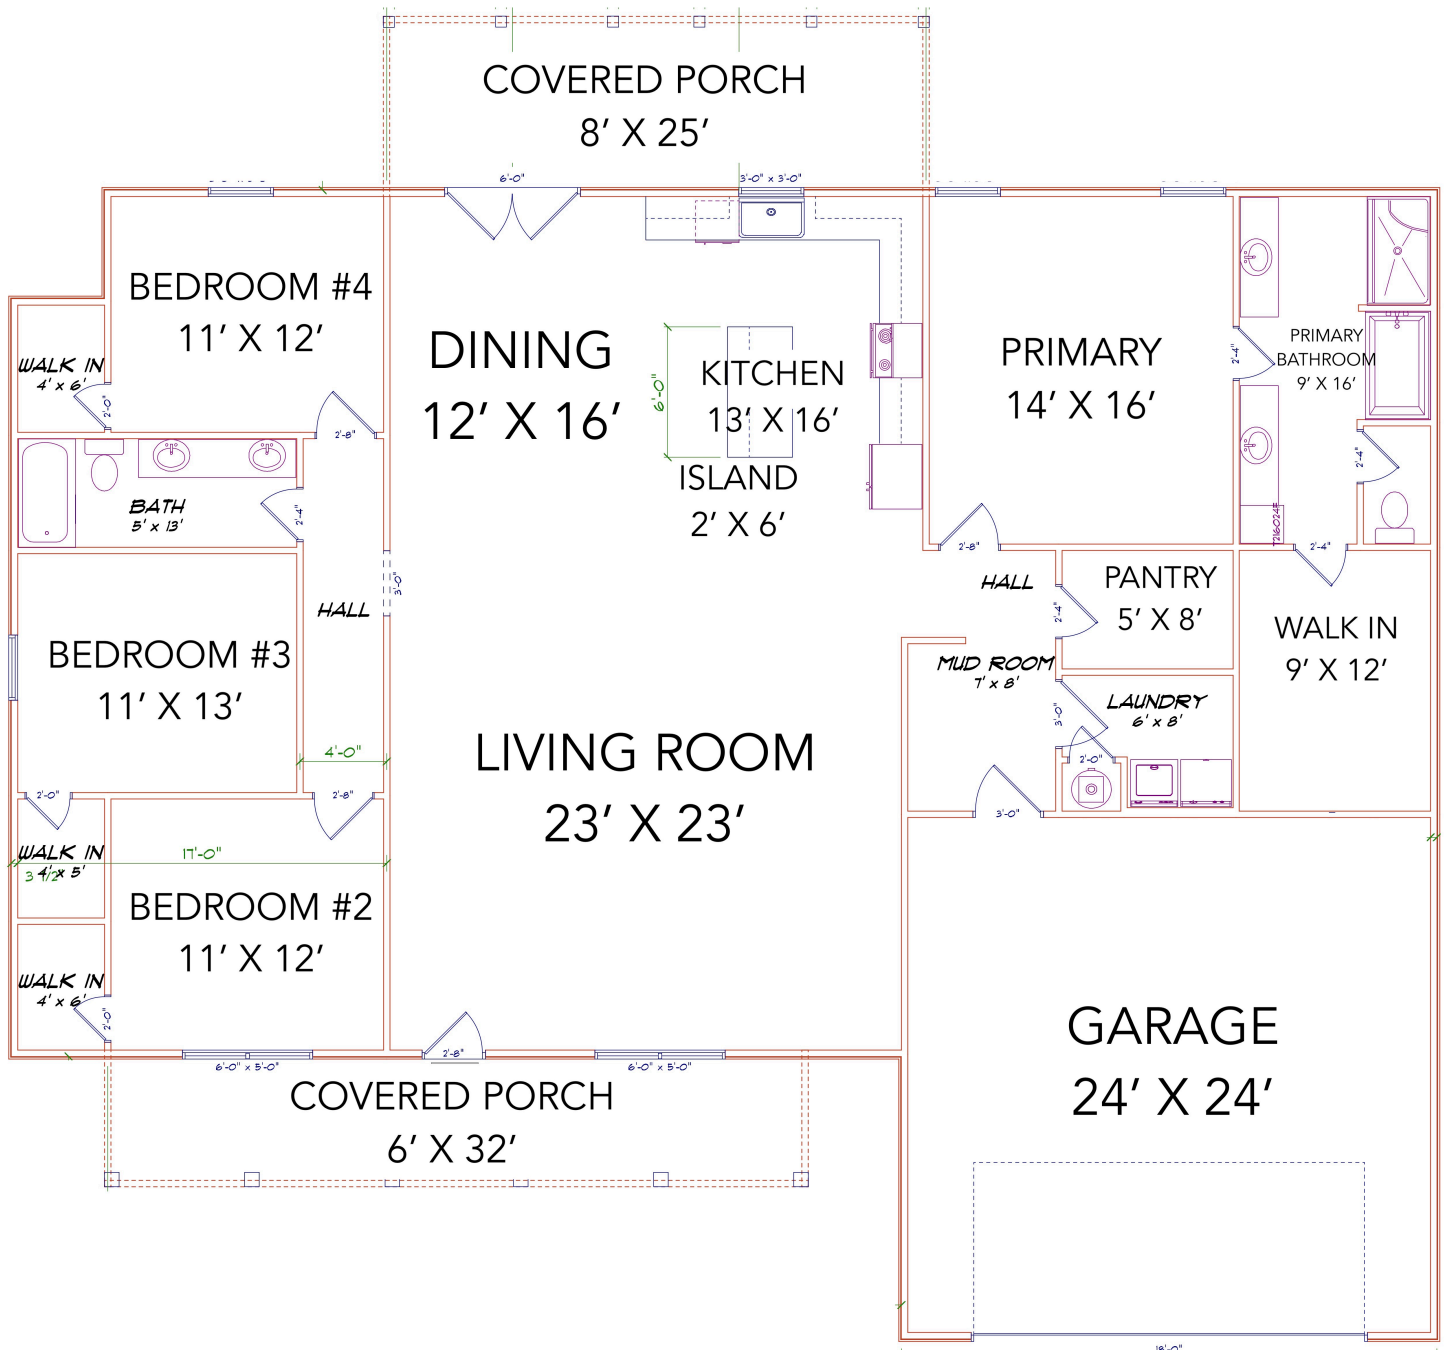 COVERED PORCH
8' X 25'
6'-0"
3'-0" x 3'-0"
BEDROOM #4
11' X 12'
WALK IN
4' x 6'
2'-0"
2'-8"
DINING
12' X 16'
6'-0"
KITCHEN
13' X 16'
ISLAND
2' X 6'
PRIMARY
14' X 16'
2'-4"
PRIMARY
BATHROOM
9' X 16'
2'-4"
T216024F
BATH
5' x 13'
2'-4"
2'-8"
2'-4"
3'-0"
HALL
HALL
PANTRY
5' X 8'
2'-4"
WALK IN
9' X 12'
BEDROOM #3
11' X 13'
MUD ROOM
7' x 8'
LAUNDRY
6' x 8'
3'-0"
2'-0"
4'-0"
LIVING ROOM
23' X 23'
2'-0"
2'-8"
3'-0"
WALK IN
4' x 5'
3 1/2"
17'-0"
BEDROOM #2
11' X 12'
WALK IN
4' x 6'
2'-0"
GARAGE
24' X 24'
6'-0" x 5'-0"
2'-8"
6'-0" x 5'-0"
COVERED PORCH
6' X 32'